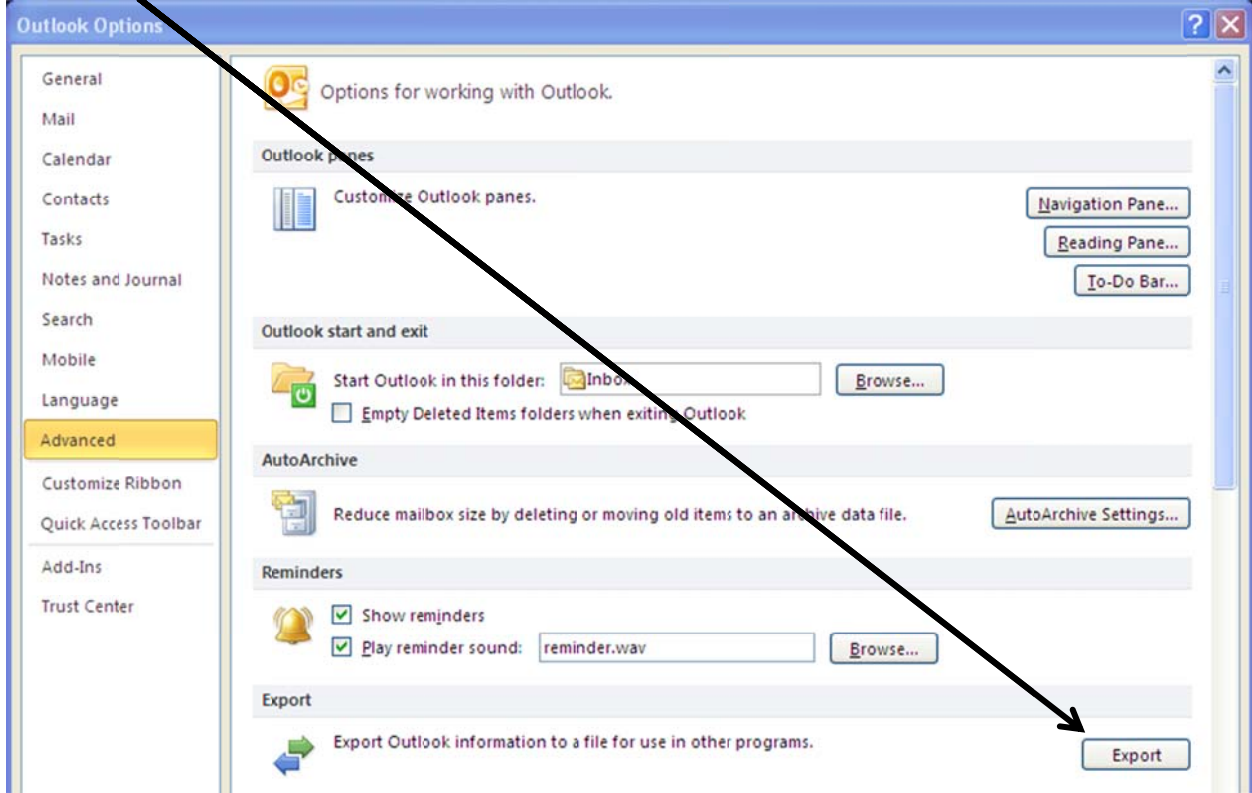 Outlook Options
General
Mail
Calendar
Contacts
Tasks
Notes and Journal
Search
Mobile
Language
Advanced
Customize Ribbon
Quick Access Toolbar
Add-Ins
Trust Center
Options for working with Outlook.
Outlook panes
Customize Outlook panes.
Navigation Pane...
Reading Pane...
To-Do Bar...
Outlook start and exit
Start Outlook in this folder: Inbox Browse...
Empty Deleted Items folders when exiting Outlook
AutoArchive
Reduce mailbox size by deleting or moving old items to an archive data file. AutoArchive Settings...
Reminders
Show reminders
Play reminder sound: reminder.wav Browse...
Export
Export Outlook information to a file for use in other programs. Export